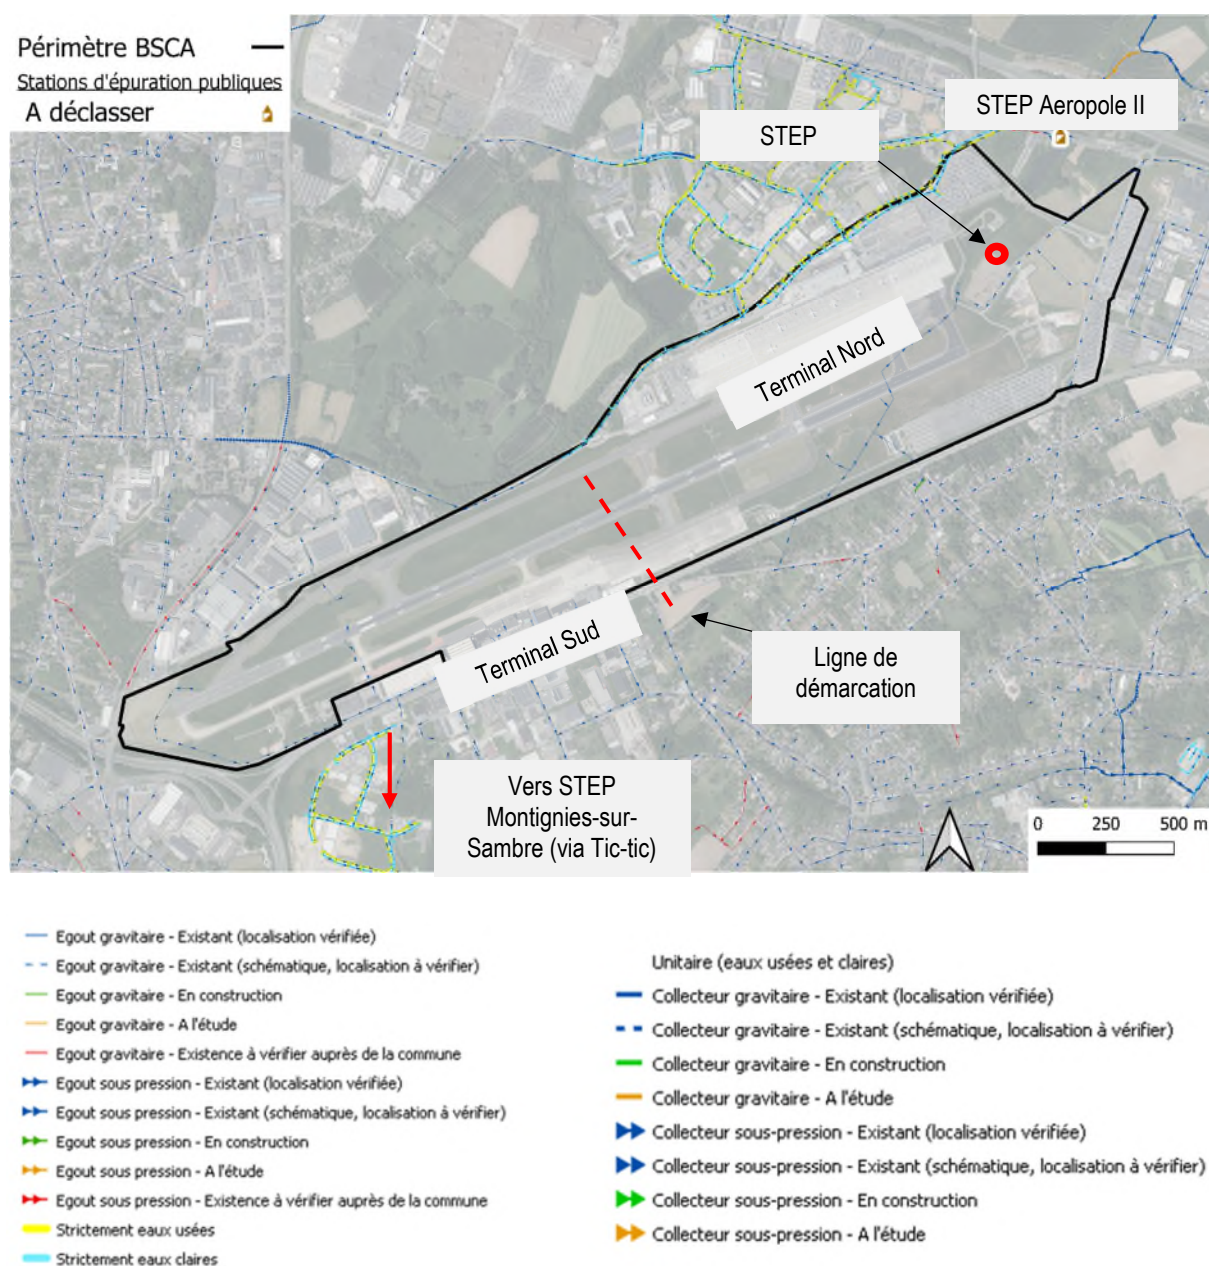 Périmètre BSCA
Stations d'épuration publiques
A déclasser
STEP Aeropole II
STEP
Terminal Nord
Terminal Sud
Ligne de
démarcation
Vers STEP
Montignies-sur-
Sambre (via Tic-tic)
0 250 500 m
Egout gravitaire - Existant (localisation vérifiée)
Egout gravitaire - Existant (schématique, localisation à vérifier)
Egout gravitaire - En construction
Egout gravitaire - A l'étude
Egout gravitaire - Existence à vérifier auprès de la commune
Egout sous pression - Existant (localisation vérifiée)
Egout sous pression - Existant (schématique, localisation à vérifier)
Egout sous pression - En construction
Egout sous pression - A l'étude
Egout sous pression - Existence à vérifier auprès de la commune
Strictement eaux usées
Strictement eaux claires
Unitaire (eaux usées et claires)
Collecteur gravitaire - Existant (localisation vérifiée)
Collecteur gravitaire - Existant (schématique, localisation à vérifier)
Collecteur gravitaire - En construction
Collecteur gravitaire - A l'étude
Collecteur sous-pression - Existant (localisation vérifiée)
Collecteur sous-pression - Existant (schématique, localisation à vérifier)
Collecteur sous-pression - En construction
Collecteur sous-pression - A l'étude